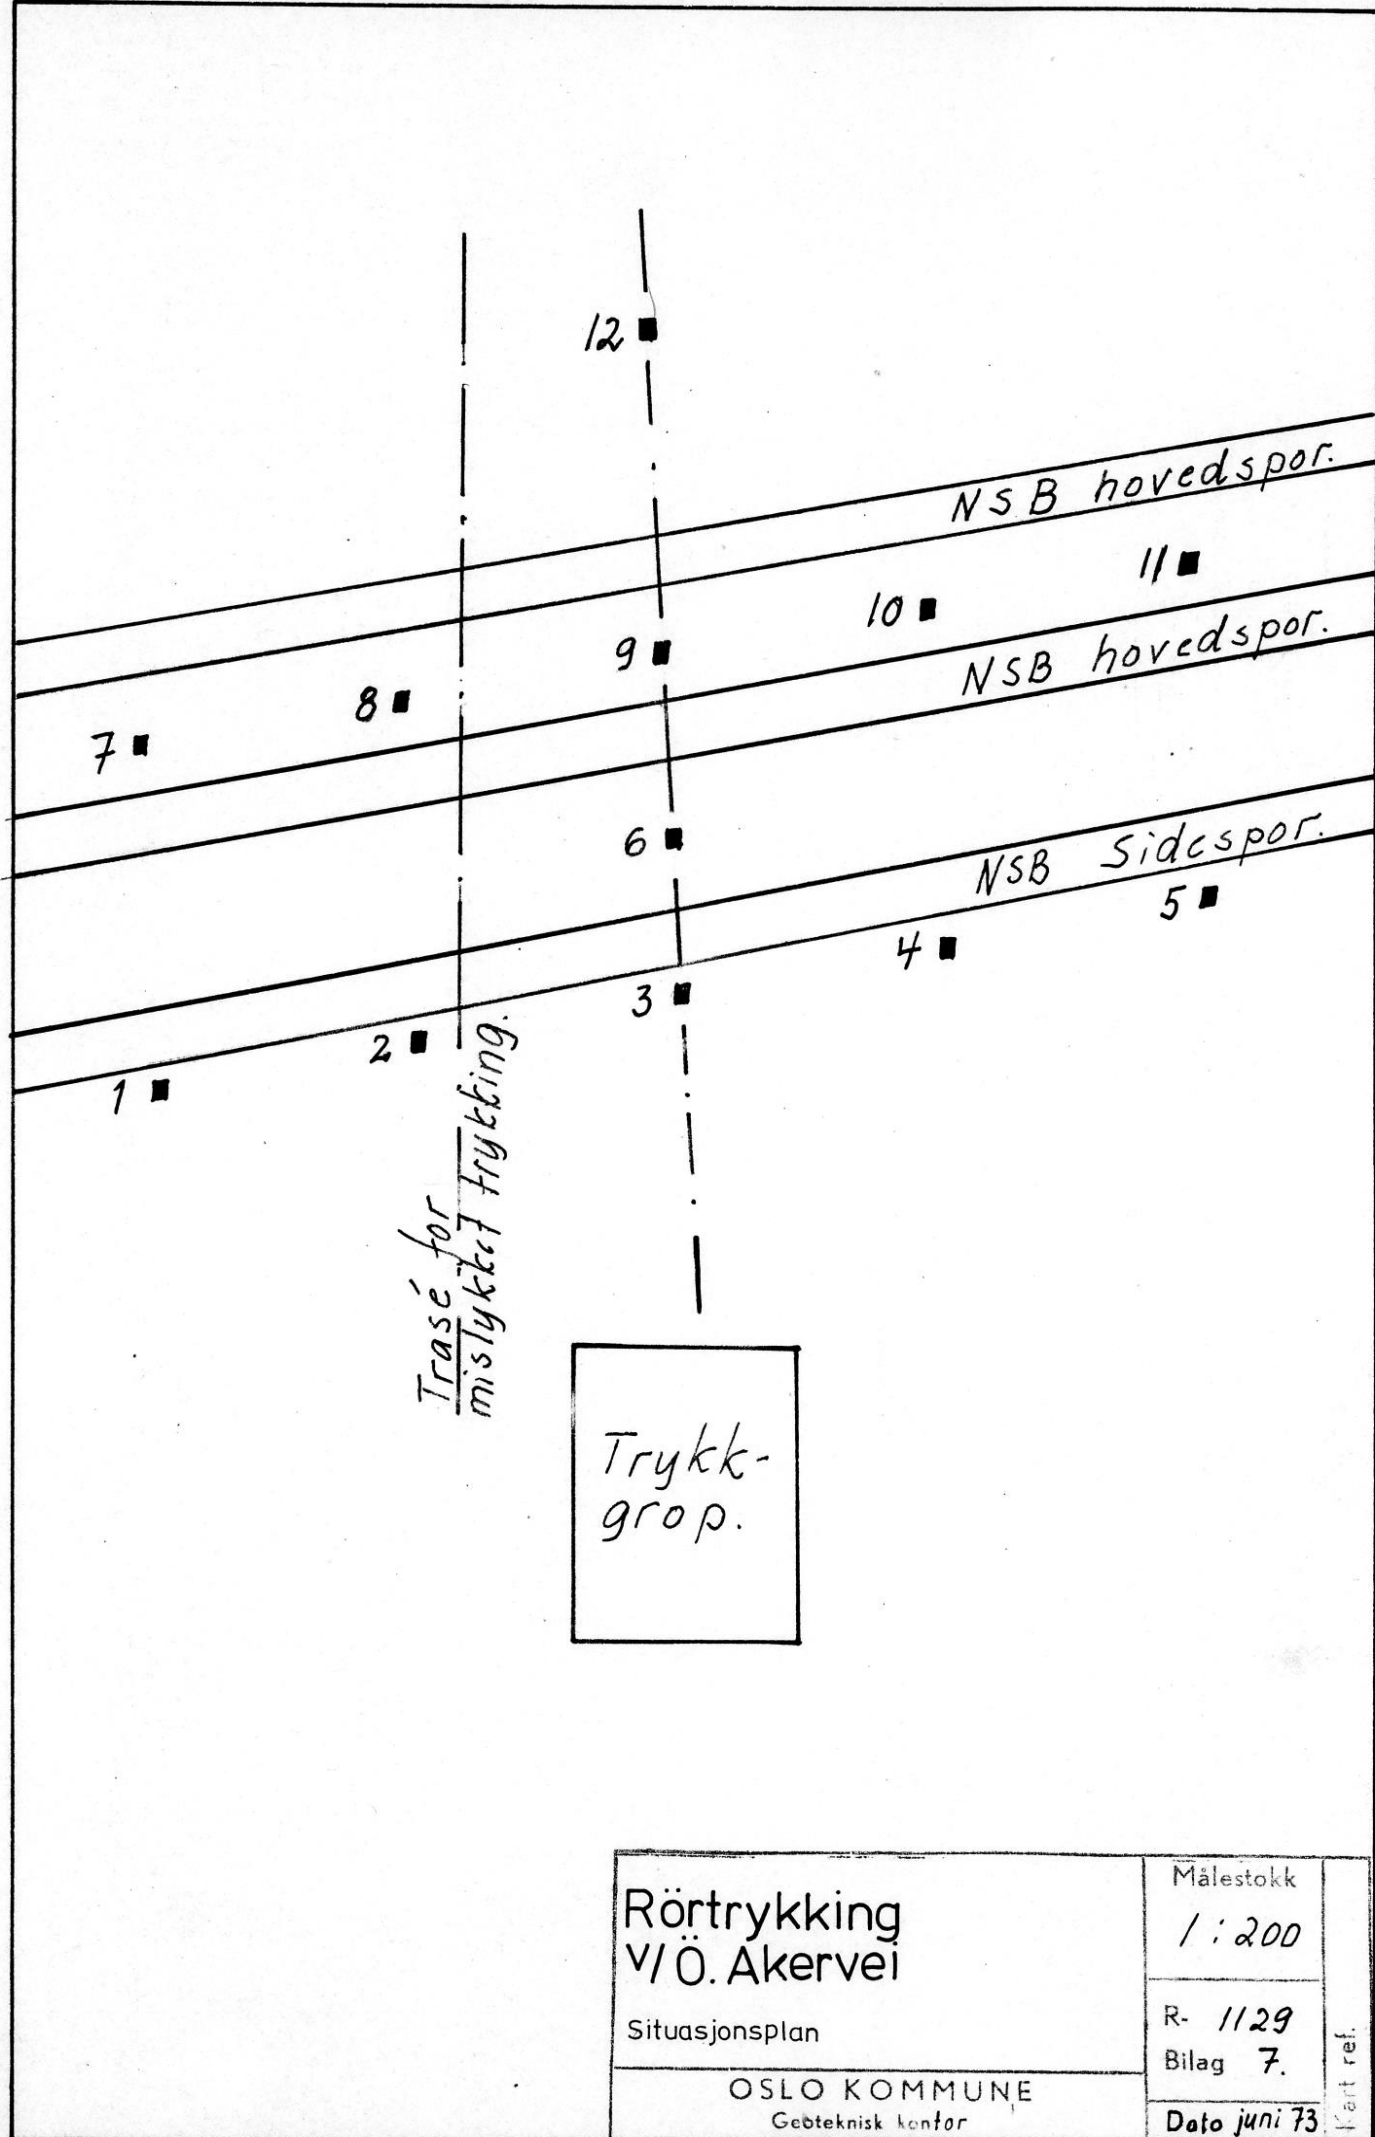 12
NSB hovedspor.
11
10
9
NSB hovedspor.
8
7
6
NSB Sidespor.
5
4
3
2
1
Trasé for
mislykket trykking.
Trykk-
grop.
Rörtrykking
V/Ö. Akervei
Situasjonsplan
OSLO KOMMUNE
Geoteknisk kontor
Målestokk
1:200
R- 1129
Bilag 7.
Dato juni 73
Kart ref.